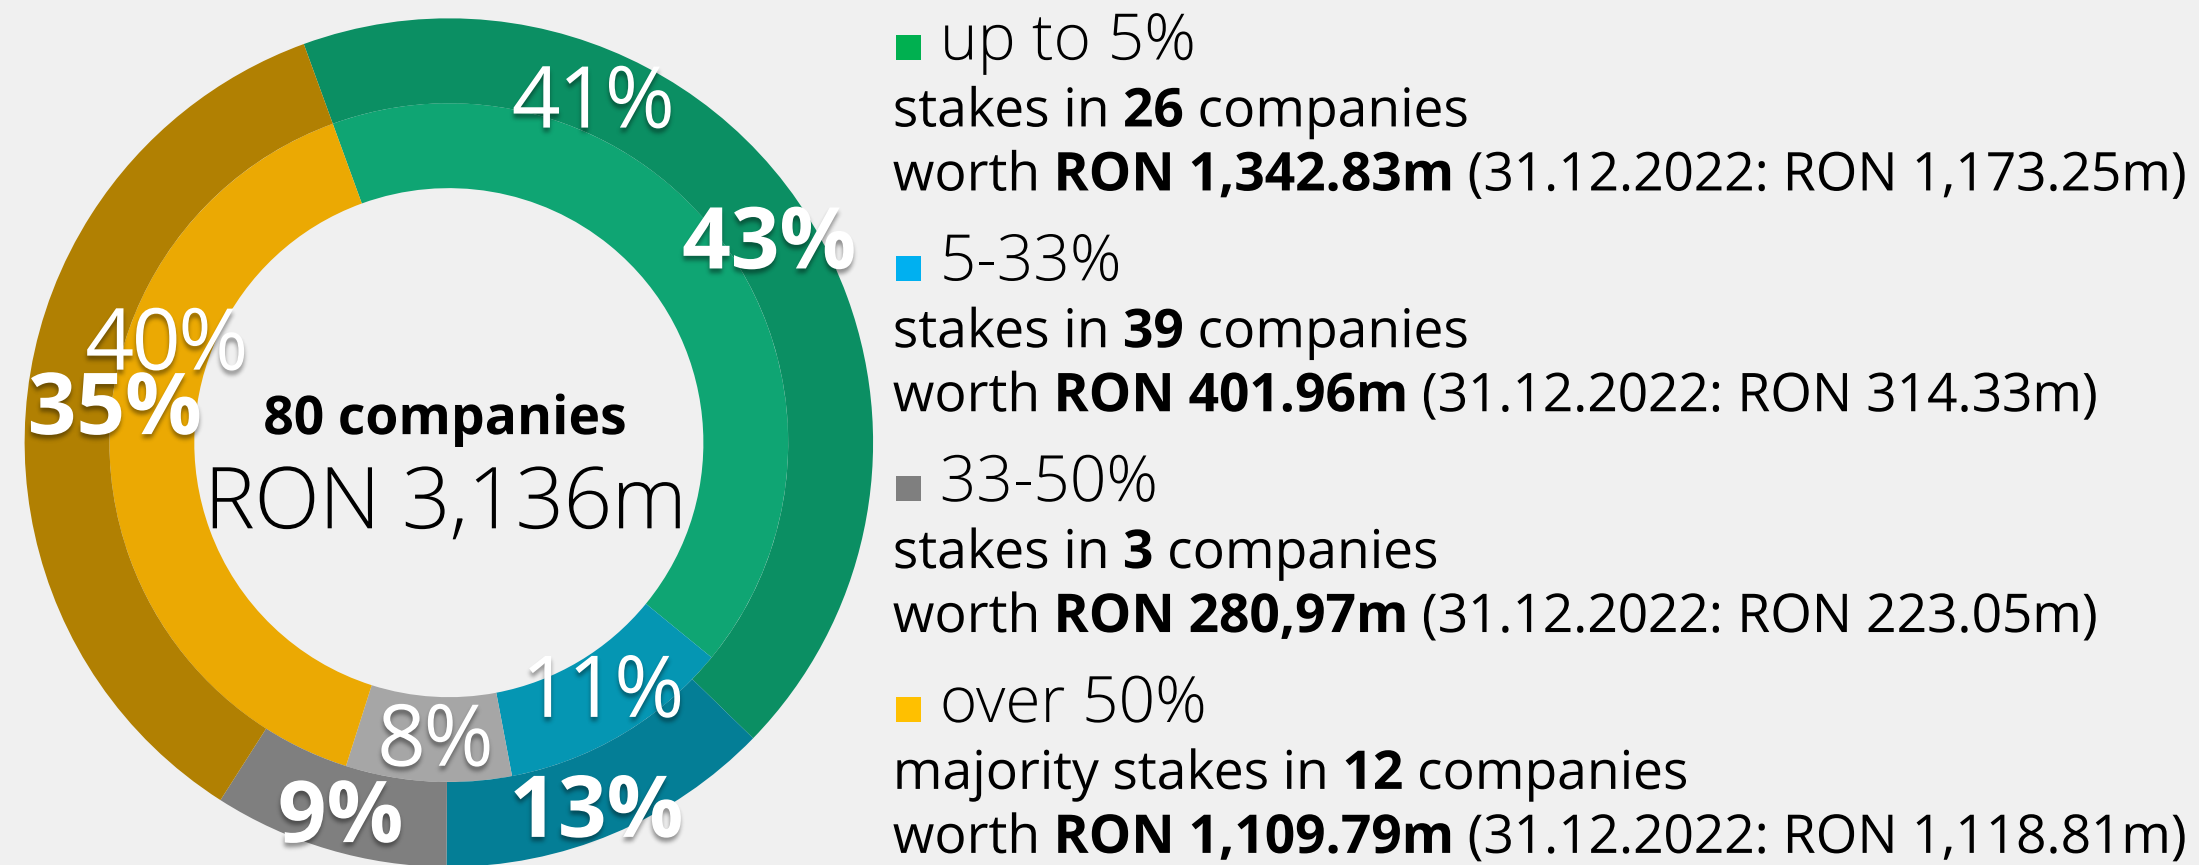 41%
43%
40%
35%
80 companies
RON 3,136m
11%
8%
9%
13%
up to 5%
stakes in 26 companies
worth RON 1,342.83m (31.12.2022: RON 1,173.25m)
5-33%
stakes in 39 companies
worth RON 401.96m (31.12.2022: RON 314.33m)
33-50%
stakes in 3 companies
worth RON 280,97m (31.12.2022: RON 223.05m)
over 50%
majority stakes in 12 companies
worth RON 1,109.79m (31.12.2022: RON 1,118.81m)